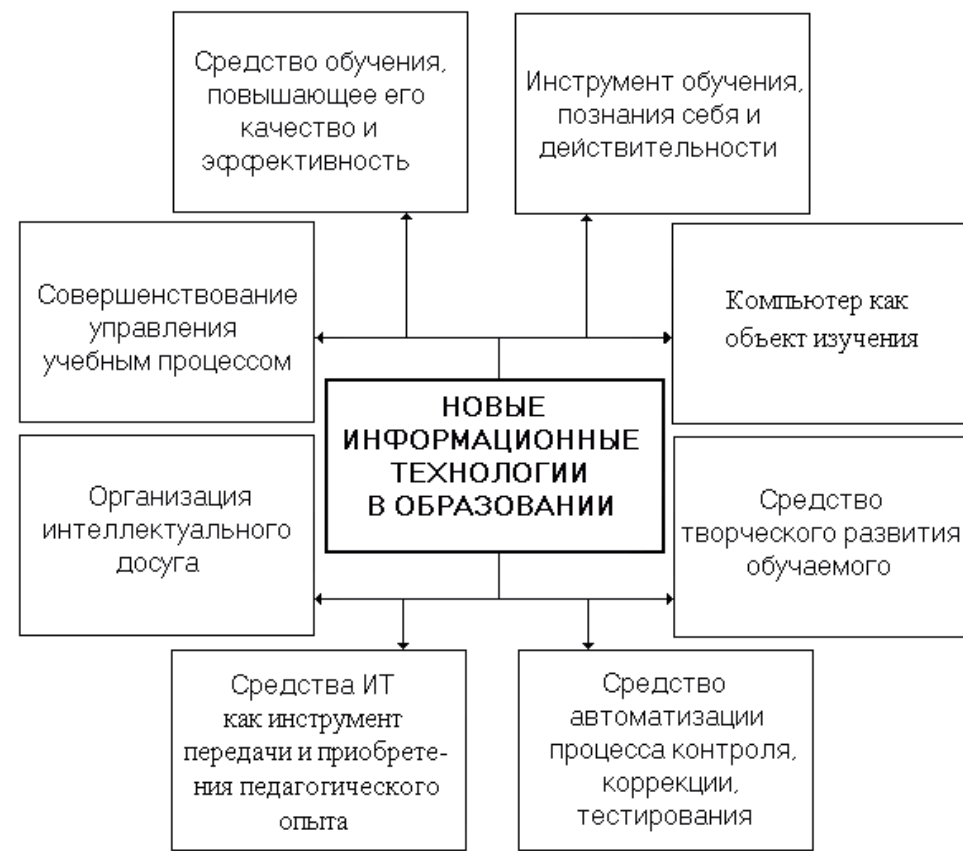 Средство обучения,
повышающее его
качество и
эффективность
Инструмент обучения,
познания себя и
действительности
Совершенствование
управления
учебным процессом
Компьютер как
объект изучения
НОВЫЕ
ИНФОРМАЦИОННЫЕ
ТЕХНОЛОГИИ
В ОБРАЗОВАНИИ
Организация
интеллектуального
досуга
Средство
творческого развития
обучаемого
Средства ИТ
как инструмент
передачи и приобрете-
ния педагогического
опыта
Средство
автоматизации
процесса контроля,
коррекции,
тестирования